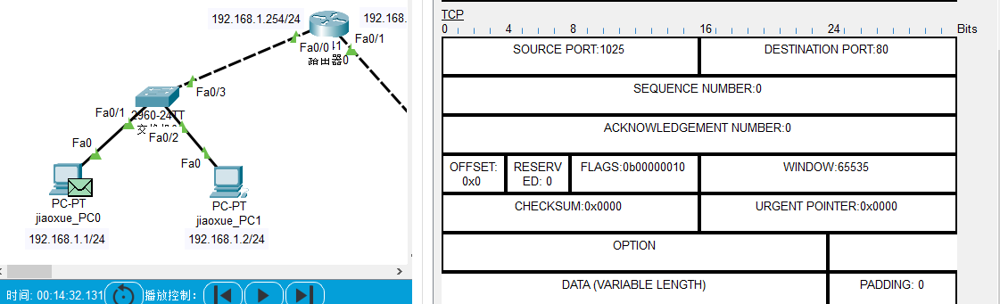 192.168.1.254/24
192.168.
Fa0/1
Fa0/0
路由器0
Fa0/3
Fa0/1
2960-24TT
Fa0/2
Fa0
Fa0
PC-PT
jiaoxue_PC0
PC-PT
jiaoxue_PC1
192.168.1.1/24
192.168.1.2/24
时间: 00:14:32.131
播放控制:
TCP
0 4 8 16 24 Bits
SOURCE PORT:1025
DESTINATION PORT:80
SEQUENCE NUMBER:0
ACKNOWLEDGEMENT NUMBER:0
OFFSET:
0x0
RESERV
ED: 0
FLAGS:0b00000010
WINDOW:65535
CHECKSUM:0x0000
URGENT POINTER:0x0000
OPTION
DATA (VARIABLE LENGTH)
PADDING: 0